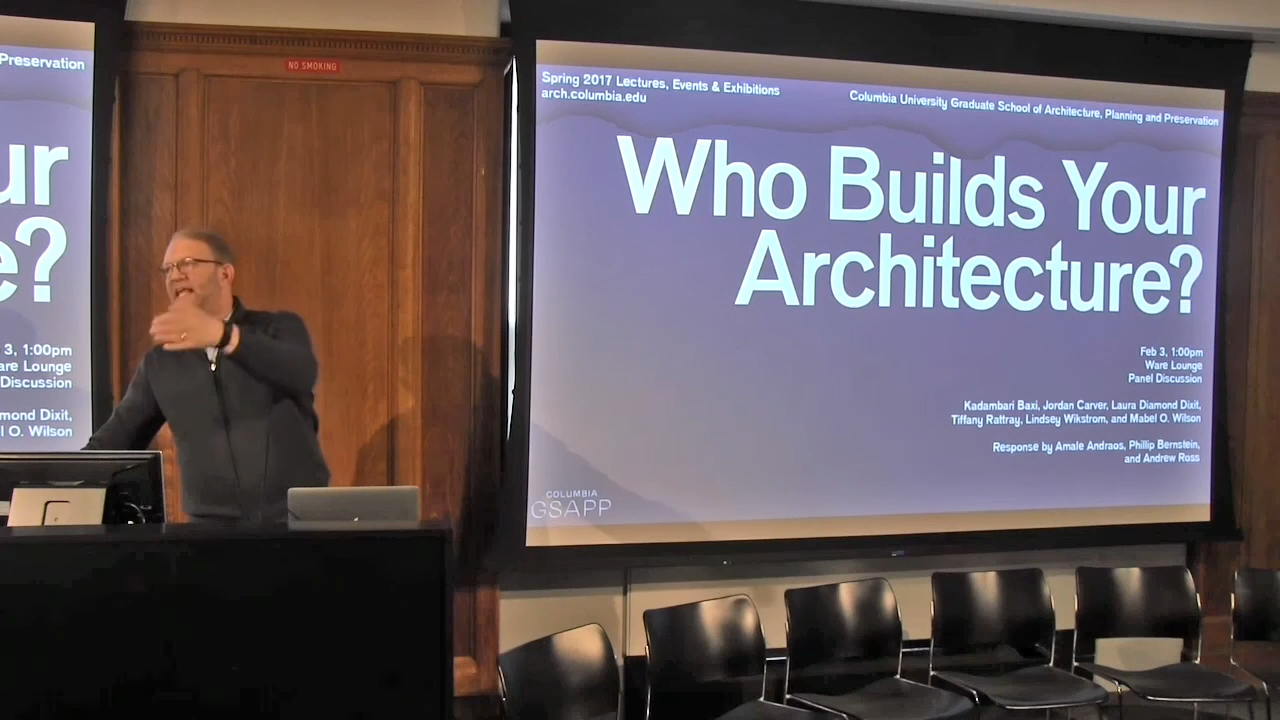 Preservation
ur
e?
3, 1:00pm
are Lounge
Discussion
mond Dixit,
l O. Wilson
NO SMOKING
Spring 2017 Lectures, Events & Exhibitions
arch.columbia.edu
Columbia University Graduate School of Architecture, Planning and Preservation
Who Builds Your
Architecture?
Feb 3, 1:00pm
Ware Lounge
Panel Discussion
Kadambari Baxi, Jordan Carver, Laura Diamond Dixit,
Tiffany Rattray, Lindsey Wikstrom, and Mabel O. Wilson
Response by Amale Andraos, Phillip Bernstein,
and Andrew Ross
COLUMBIA
GSAPP